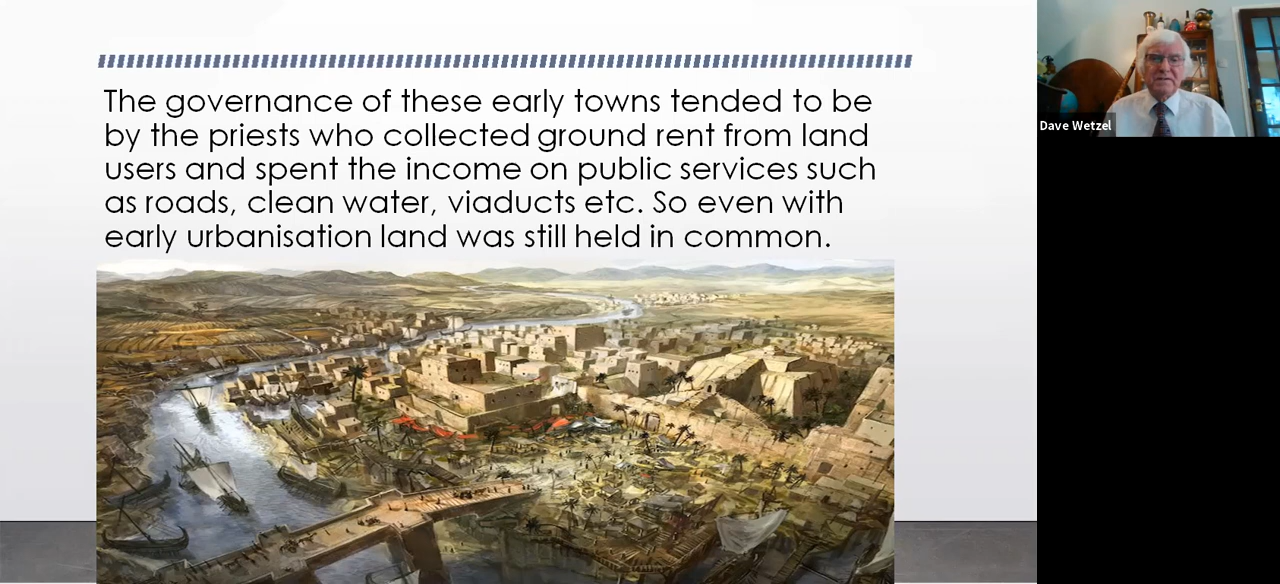 The governance of these early towns tended to be
by the priests who collected ground rent from land
users and spent the income on public services such
as roads, clean water, viaducts etc. So even with
early urbanisation land was still held in common.
Dave Wetzel